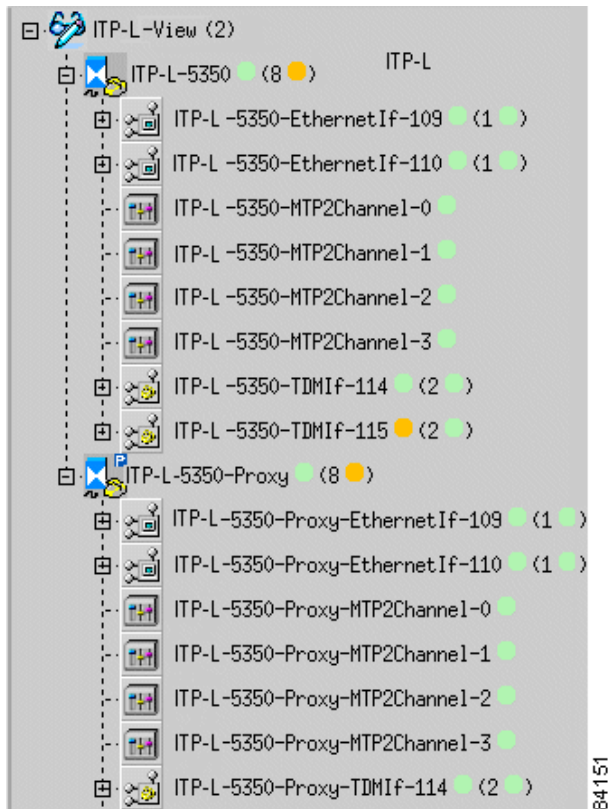 ITP-L-View (2)
ITP-L
ITP-L-5350 (8 )
ITP-L -5350-EthernetIf-109 (1 )
ITP-L -5350-EthernetIf-110 (1 )
ITP-L -5350-MTP2Channel-0
ITP-L -5350-MTP2Channel-1
ITP-L -5350-MTP2Channel-2
ITP-L -5350-MTP2Channel-3
ITP-L -5350-TDMIf-114 (2 )
ITP-L -5350-TDMIf-115 (2 )
P
ITP-L-5350-Proxy (8 )
ITP-L-5350-Proxy-EthernetIf-109 (1 )
ITP-L-5350-Proxy-EthernetIf-110 (1 )
ITP-L-5350-Proxy-MTP2Channel-0
ITP-L-5350-Proxy-MTP2Channel-1
ITP-L-5350-Proxy-MTP2Channel-2
ITP-L-5350-Proxy-MTP2Channel-3
ITP-L-5350-Proxy-TDMIf-114 (2 )
84151